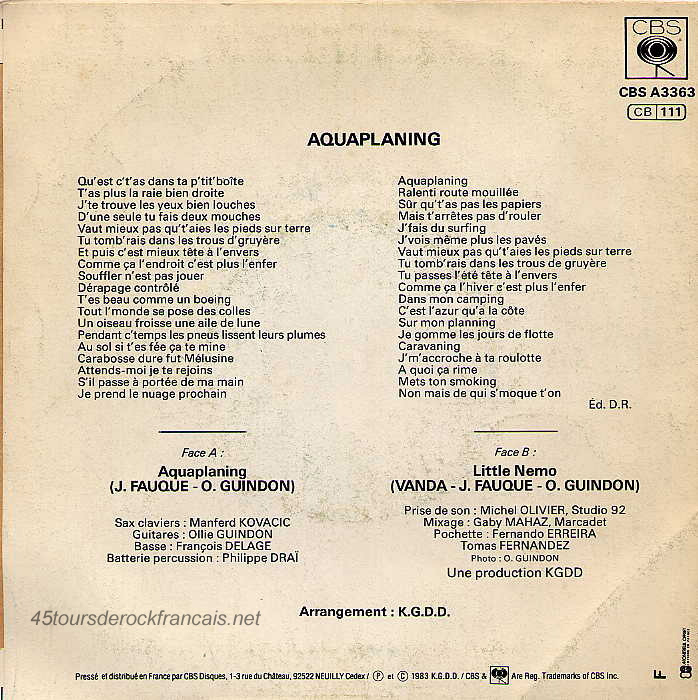 CBS
CBS A3363
CB 111
AQUAPLANING
Qu'est c't'as dans ta p'tit'boîte
T'as plus la raie bien droite
J'te trouve les yeux bien louches
D'une seule tu fais deux mouches
Vaut mieux pas qu't'aies les pieds sur terre
Tu tomb'rais dans les trous d'gruyère
Et puis c'est mieux tête à l'envers
Comme ça l'endroit c'est plus l'enfer
Souffler n'est pas jouer
Dérapage contrôlé
T'es beau comme un boeing
Tout l'monde se pose des colles
Un oiseau froisse une aile de lune
Pendant c'temps les pneus lissent leurs plumes
Au sol si t'es fée ça te mine
Carabosse dure fut Mélusine
Attends-moi je te rejoins
S'il passe à portée de ma main
Je prend le nuage prochain
Aquaplaning
Ralenti route mouillée
Sûr qu't'as pas les papiers
Mais t'arrêtes pas d'rouler
J'fais du surfing
J'vois même plus les pavés
Vaut mieux pas qu't'aies les pieds sur terre
Tu tomb'rais dans les trous de gruyère
Tu passes l'été tête à l'envers
Comme ça l'hiver c'est plus l'enfer
Dans mon camping
C'est l'azur qu'a la côte
Sur mon planning
Je gomme les jours de flotte
Caravaning
J'm'accroche à ta roulotte
A quoi ça rime
Mets ton smoking
Non mais de qui s'moque t'on
Éd. D.R.
Face A :
Aquaplaning
(J. FAUQUE - O. GUINDON)
Sax claviers : Manferd KOVACIC
Guitares : Ollie GUINDON
Basse : François DELAGE
Batterie percussion : Philippe DRAÏ
Face B :
Little Nemo
(VANDA - J. FAUQUE - O. GUINDON)
Prise de son : Michel OLIVIER, Studio 92
Mixage : Gaby MAHAZ, Marcadet
Pochette : Fernando ERREIRA
Tomas FERNANDEZ
Photo : O. GUINDON
Une production KGDD
Arrangement : K.G.D.D.
45toursderockfrancais.net
Pressé et distribué en France par CBS Disques, 1-3 rue du Château, 92522 NEUILLY Cedex / Ⓟ et © 1983 K.G.D.D. / CBS & Are Reg. Trademarks of CBS Inc.
F